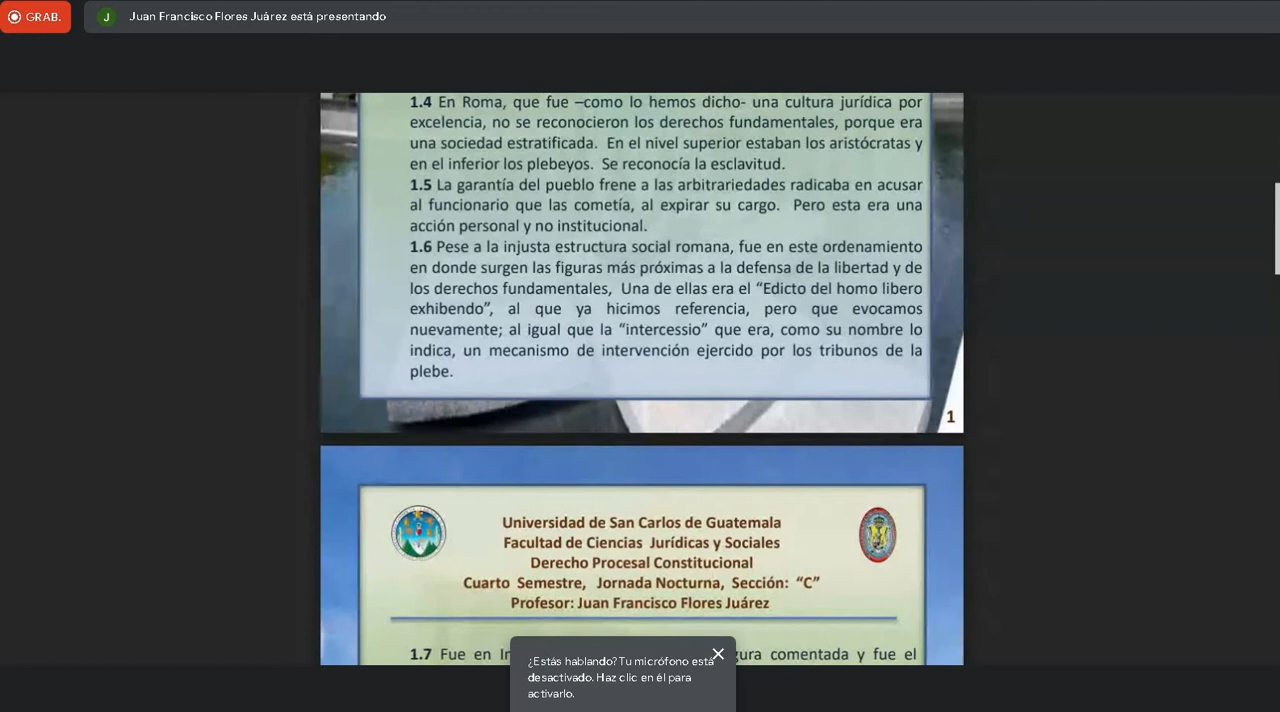 GRAB.
J
Juan Francisco Flores Juárez está presentando
1.4 En Roma, que fue –como lo hemos dicho- una cultura jurídica por
excelencia, no se reconocieron los derechos fundamentales, porque era
una sociedad estratificada. En el nivel superior estaban los aristócratas y
en el inferior los plebeyos. Se reconocía la esclavitud.
1.5 La garantía del pueblo frene a las arbitrariedades radicaba en acusar
al funcionario que las cometía, al expirar su cargo. Pero esta era una
acción personal y no institucional.
1.6 Pese a la injusta estructura social romana, fue en este ordenamiento
en donde surgen las figuras más próximas a la defensa de la libertad y de
los derechos fundamentales, Una de ellas era el “Edicto del homo libero
exhibendo”, al que ya hicimos referencia, pero que evocamos
nuevamente; al igual que la “intercessio” que era, como su nombre lo
indica, un mecanismo de intervención ejercido por los tribunos de la
plebe.
1
Universidad de San Carlos de Guatemala
Facultad de Ciencias Jurídicas y Sociales
Derecho Procesal Constitucional
Cuarto Semestre, Jornada Nocturna, Sección: “C”
Profesor: Juan Francisco Flores Juárez
1.7 Fue en comentada y fue el
¿Estás hablando? Tu micrófono está
desactivado. Haz clic en él para
activarlo.